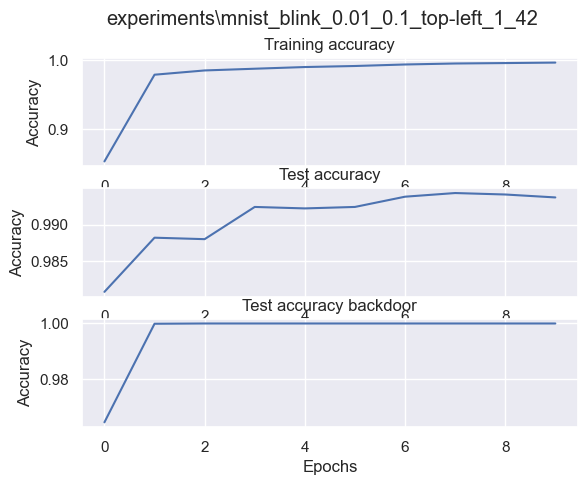 experiments\mnist_blink_0.01_0.1_top-left_1_42
Training accuracy
1.0
0.9
Accuracy
0 2 4 6 8
Test accuracy
0.990
0.985
Accuracy
0 2 4 6 8
Test accuracy backdoor
1.00
0.98
Accuracy
0 2 4 6 8
Epochs